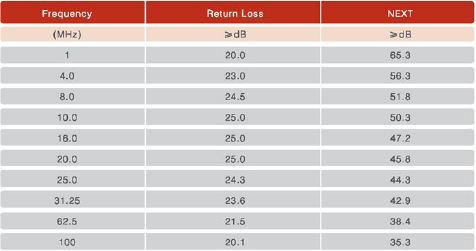 Frequency Return Loss NEXT
(MHz) ⩾dB ⩾dB
1 20.0 65.3
4.0 23.0 56.3
8.0 24.5 51.8
10.0 25.0 50.3
16.0 25.0 47.2
20.0 25.0 45.8
25.0 24.3 44.3
31.25 23.6 42.9
62.5 21.5 38.4
100 20.1 35.3